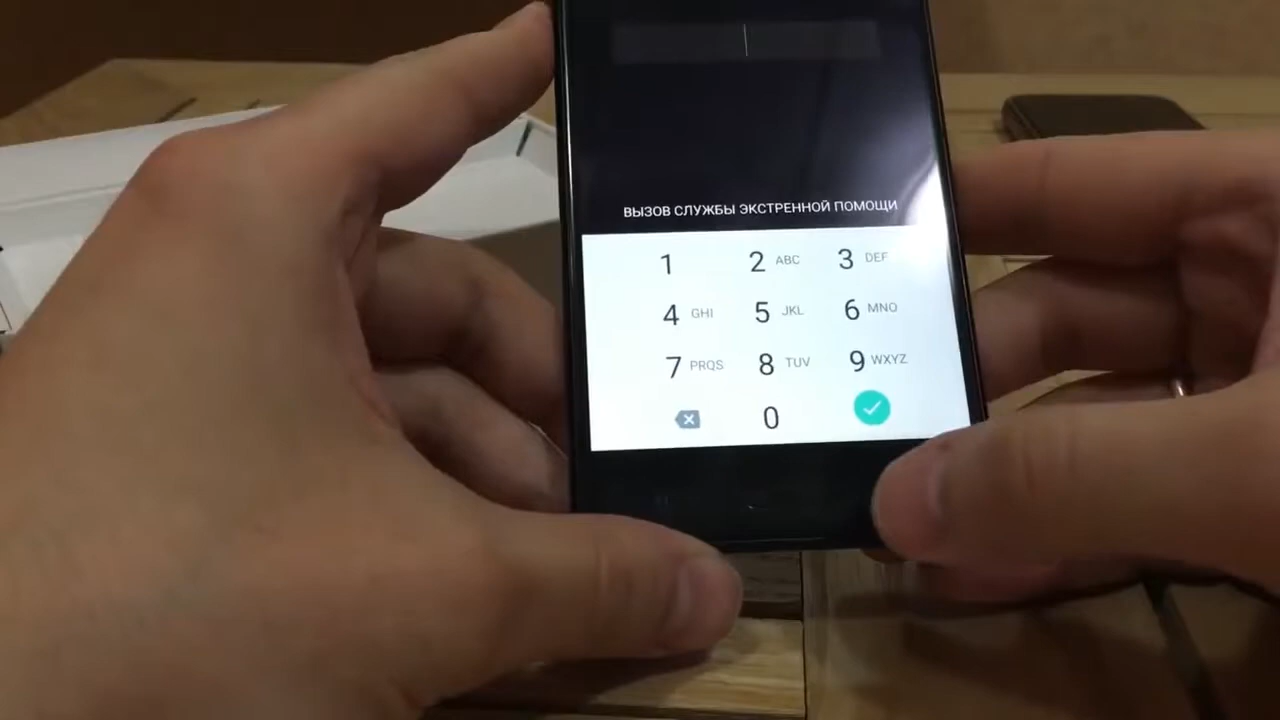 ВЫЗОВ СЛУЖБЫ ЭКСТРЕННОЙ ПОМОЩИ
1 2 ABC 3 DEF
4 GHI 5 JKL 6 MNO
7 PRQS 8 TUV 9 WXYZ
0